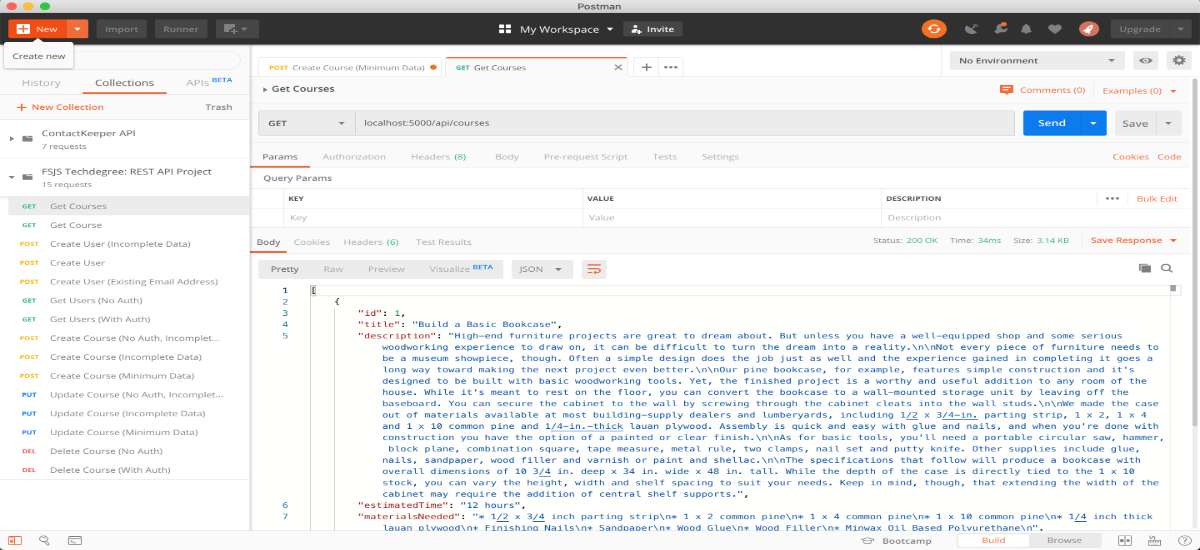 Postman
New
Import
Runner
My Workspace
Invite
Upgrade
Create new
History
Collections
APIs BETA
New Collection
Trash
ContactKeeper API
7 requests
FSJS Techdegree: REST API Project
15 requests
GET Get Courses
GET Get Course
POST Create User (Incomplete Data)
POST Create User
POST Create User (Existing Email Address)
GET Get Users (No Auth)
GET Get Users (With Auth)
POST Create Course (No Auth, Incomplet...
POST Create Course (Incomplete Data)
POST Create Course (Minimum Data)
PUT Update Course (No Auth, Incomplet...
PUT Update Course (Incomplete Data)
PUT Update Course (Minimum Data)
DEL Delete Course (No Auth)
DEL Delete Course (With Auth)
POST Create Course (Minimum Data)
GET Get Courses
No Environment
Get Courses
Comments (0)
Examples (0)
GET
localhost:5000/api/courses
Send
Save
Params
Authorization
Headers (8)
Body
Pre-request Script
Tests
Settings
Cookies
Code
Query Params
KEY
VALUE
DESCRIPTION
Bulk Edit
Key
Value
Description
Body
Cookies
Headers (6)
Test Results
Status: 200 OK
Time: 34ms
Size: 3.14 KB
Save Response
Pretty
Raw
Preview
Visualize BETA
JSON
1 [
2 {
3 "id": 1,
4 "title": "Build a Basic Bookcase",
5 "description": "High-end furniture projects are great to dream about. But unless you have a well-equipped shop and some serious
woodworking experience to draw on, it can be difficult to turn the dream into a reality.\n\nNot every piece of furniture needs to
be a museum showpiece, though. Often a simple design does the job just as well and the experience gained in completing it goes a
long way toward making the next project even better.\n\nOur pine bookcase, for example, features simple construction and it's
designed to be built with basic woodworking tools. Yet, the finished project is a worthy and useful addition to any room of the
house. While it's meant to rest on the floor, you can convert the bookcase to a wall-mounted storage unit by leaving off the
baseboard. You can secure the cabinet to the wall by screwing through the cabinet cleats into the wall studs.\n\nWe made the case
out of materials available at most building-supply dealers and lumberyards, including 1/2 x 3/4-in. parting strip, 1 x 2, 1 x 4
and 1 x 10 common pine and 1/4-in.-thick lauan plywood. Assembly is quick and easy with glue and nails, and when you're done with
construction you have the option of a painted or clear finish.\n\nAs for basic tools, you'll need a portable circular saw, hammer,
block plane, combination square, tape measure, metal rule, two clamps, nail set and putty knife. Other supplies include glue,
nails, sandpaper, wood filler and varnish or paint and shellac.\n\nThe specifications that follow will produce a bookcase with
overall dimensions of 10 3/4 in. deep x 34 in. wide x 48 in. tall. While the depth of the case is directly tied to the 1 x 10
stock, you can vary the height, width and shelf spacing to suit your needs. Keep in mind, though, that extending the width of the
cabinet may require the addition of central shelf supports.",
6 "estimatedTime": "12 hours",
7 "materialsNeeded": "* 1/2 x 3/4 inch parting strip\n* 1 x 2 common pine\n* 1 x 4 common pine\n* 1 x 10 common pine\n* 1/4 inch thick
lauan plywood\n* Finishing Nails\n* Sandpaper\n* Wood Glue\n* Wood Filler\n* Minwax Oil Based Polyurethane\n",
Bootcamp
Build
Browse